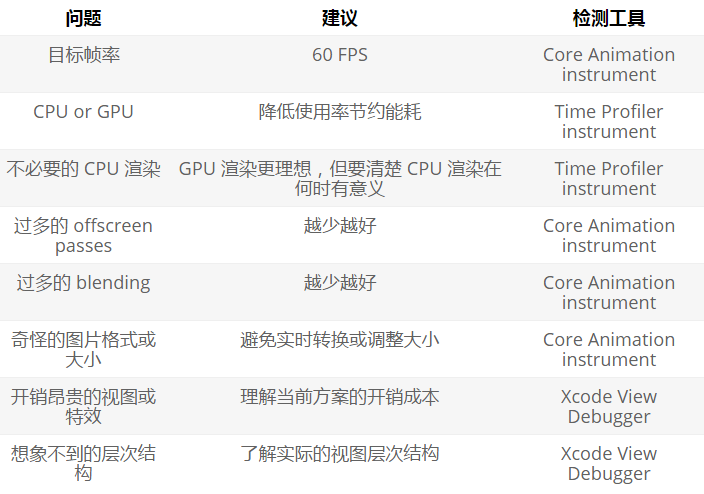 问题 建议 检测工具
目标帧率 60 FPS Core Animation instrument
CPU or GPU 降低使用率节约能耗 Time Profiler instrument
不必要的 CPU 渲染 GPU 渲染更理想，但要清楚 CPU 渲染在何时有意义 Time Profiler instrument
过多的 offscreen passes 越少越好 Core Animation instrument
过多的 blending 越少越好 Core Animation instrument
奇怪的图片格式或大小 避免实时转换或调整大小 Core Animation instrument
开销昂贵的视图或特效 理解当前方案的开销成本 Xcode View Debugger
想象不到的层次结构 了解实际的视图层次结构 Xcode View Debugger